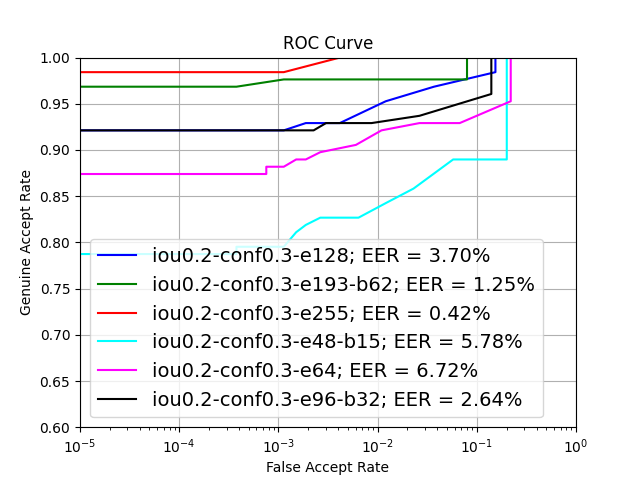 ROC Curve
1.00
0.95
0.90
0.85
0.80
0.75
0.70
0.65
0.60
Genuine Accept Rate
iou0.2-conf0.3-e128; EER = 3.70%
iou0.2-conf0.3-e193-b62; EER = 1.25%
iou0.2-conf0.3-e255; EER = 0.42%
iou0.2-conf0.3-e48-b15; EER = 5.78%
iou0.2-conf0.3-e64; EER = 6.72%
iou0.2-conf0.3-e96-b32; EER = 2.64%
10⁻⁵ 10⁻⁴ 10⁻³ 10⁻² 10⁻¹ 10⁰
False Accept Rate